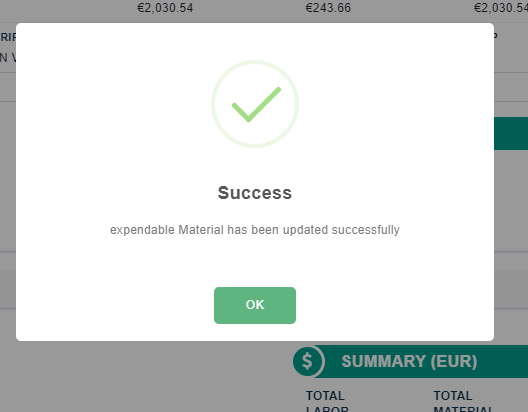 €2,030.54 €243.66 €2,030.54
Success
expendable Material has been updated successfully
OK
$ SUMMARY (EUR)
TOTAL TOTAL
LABOR MATERIAL